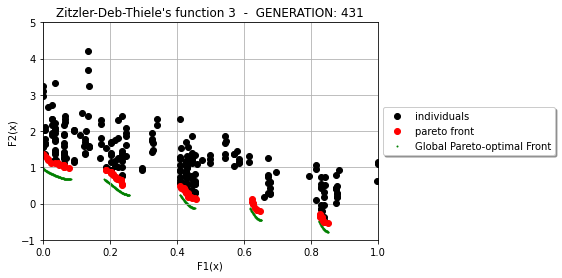 Zitzler-Deb-Thiele's function 3 - GENERATION: 431
5
4
3
2
1
0
−1
F2(x)
0.0 0.2 0.4 0.6 0.8 1.0
F1(x)
individuals
pareto front
Global Pareto-optimal Front